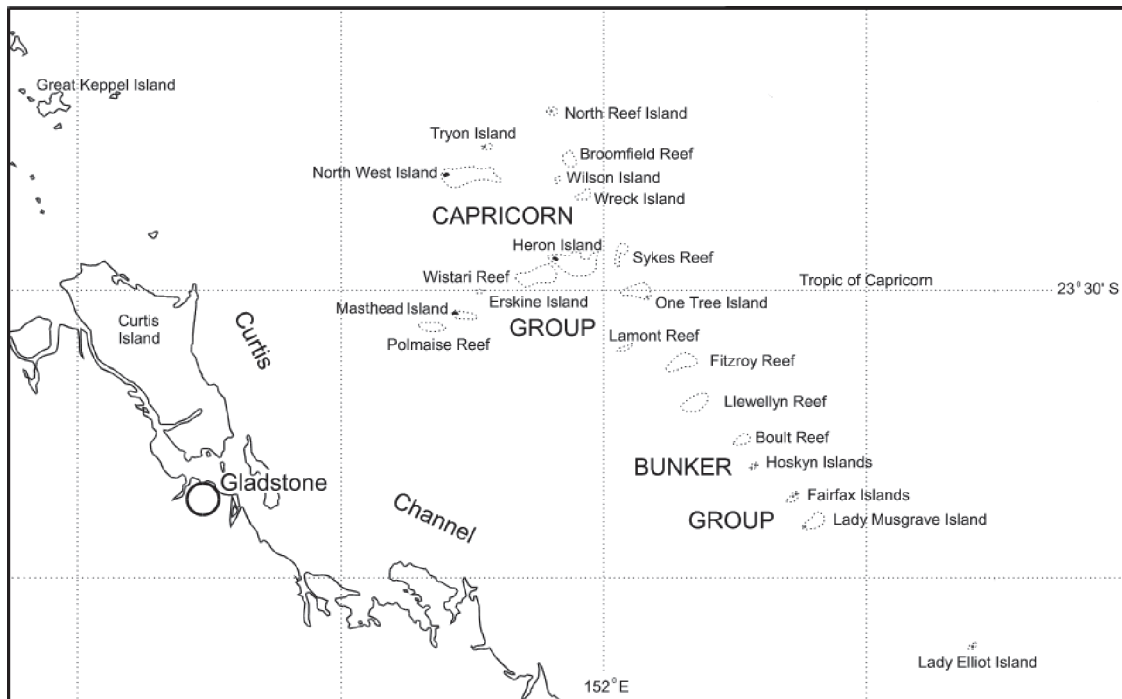 Great Keppel Island
North Reef Island
Tryon Island
Broomfield Reef
North West Island
Wilson Island
Wreck Island
CAPRICORN
Heron Island
Sykes Reef
Wistari Reef
Tropic of Capricorn
23° 30' S
Erskine Island
One Tree Island
Masthead Island
GROUP
Curtis
Island
Curtis
Polmaise Reef
Lamont Reef
Fitzroy Reef
Llewellyn Reef
Boult Reef
BUNKER
Hoskyn Islands
Gladstone
Fairfax Islands
Channel
GROUP
Lady Musgrave Island
Lady Elliot Island
152°E